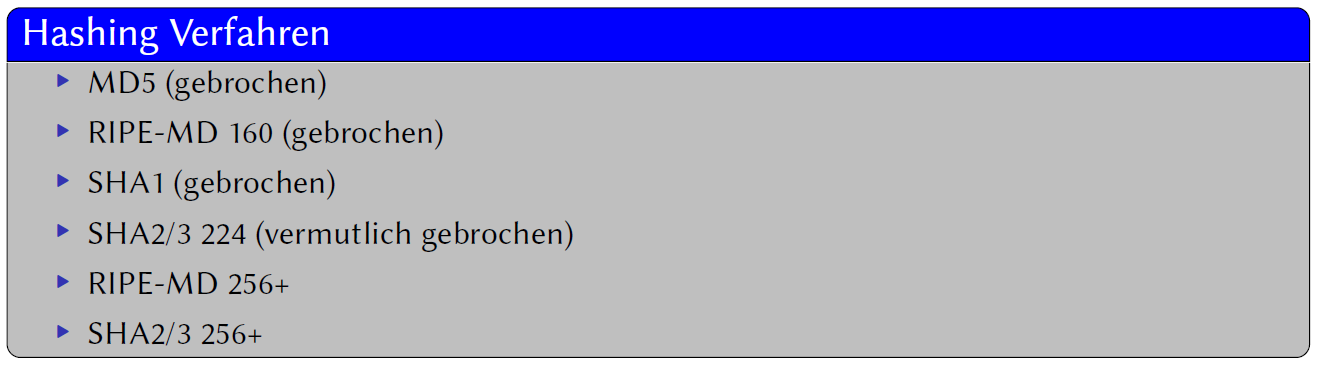 Hashing Verfahren
MD5 (gebrochen)
RIPE-MD 160 (gebrochen)
SHA1 (gebrochen)
SHA2/3 224 (vermutlich gebrochen)
RIPE-MD 256+
SHA2/3 256+